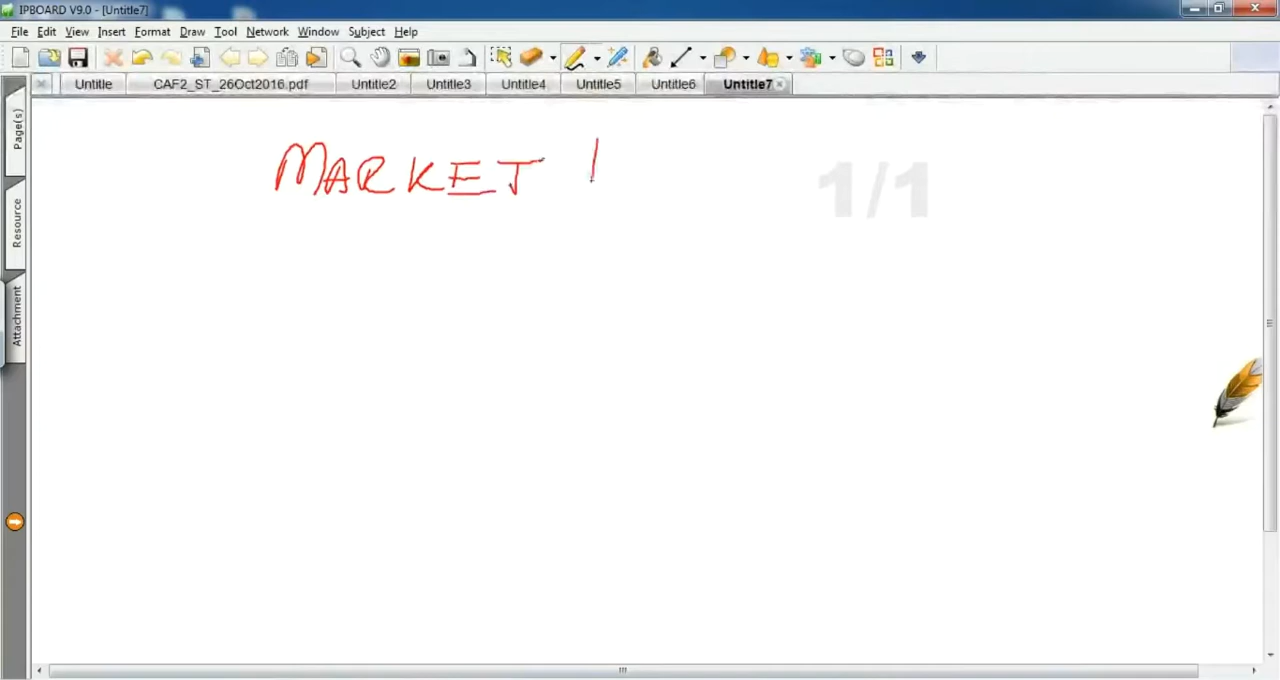 IPBOARD V9.0 - [Untitle7]
File Edit View Insert Format Draw Tool Network Window Subject Help
Untitle CAF2_ST_26Oct2016.pdf Untitle2 Untitle3 Untitle4 Untitle5 Untitle6 Untitle7
Page(s)
Resource
Attachment
MARKET
1/1